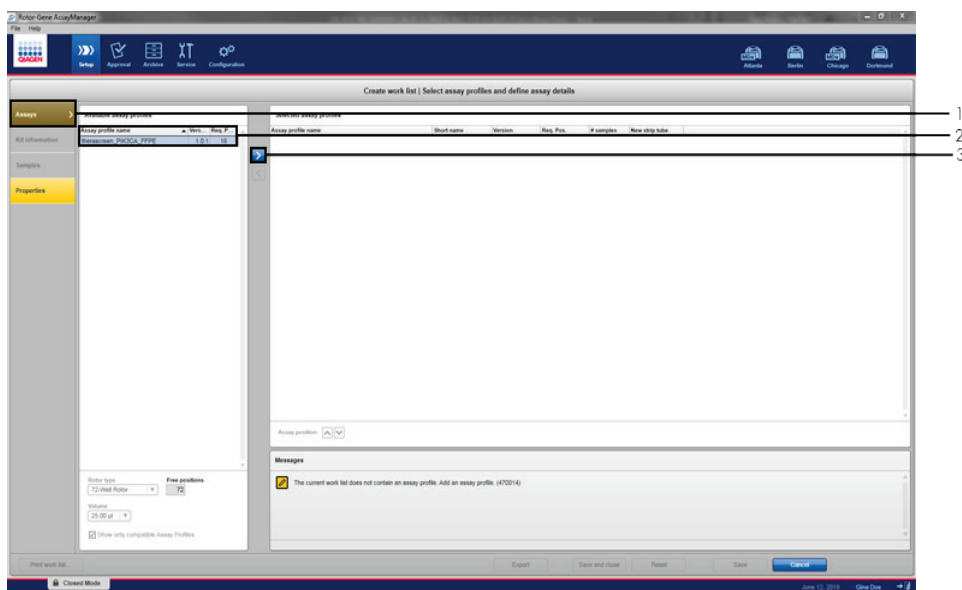 Rotor-Gene AssayManager
File Help
QIAGEN
Setup Approval Archive Service Configuration
Atlanta Berlin Chicago Dortmund
Create work list | Select assay profiles and define assay details
Assays
Kit Information
Samples
Properties
Available assay profiles
Assay profile name Vers... Req. P...
therascreen_PIK3CA_FFPE 1.0.1 16
Selected assay profiles
Assay profile name Short name Version Req. Pos. # samples New strip tube
1
2
3
Assay position
Rotor type Free positions
72-Well Rotor 72
Volume
25.00 µl
Show only compatible Assay Profiles
Messages
The current work list does not contain an assay profile. Add an assay profile. (470014)
Print work list... Export Save and close Reset Save Cancel
Closed Mode June 12, 2019 Gina Doe